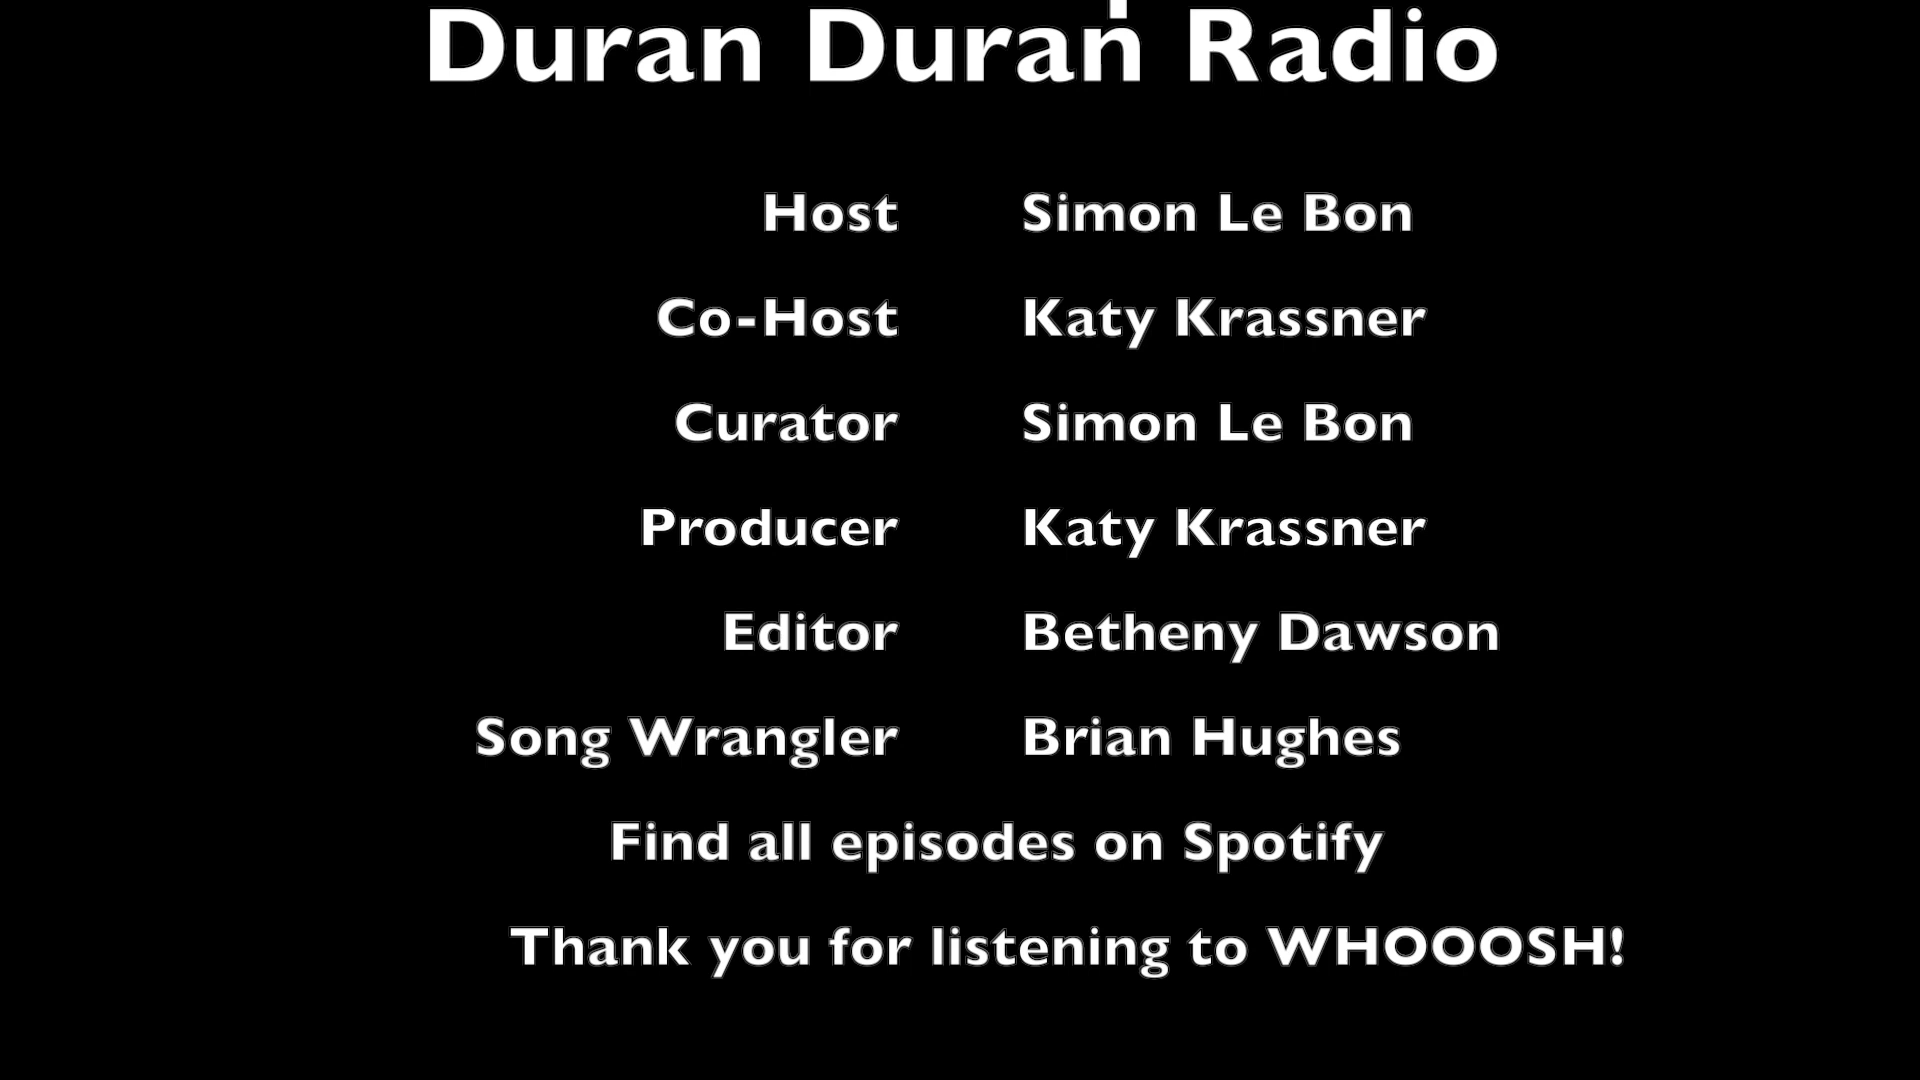 Duran Duran Radio
Host Simon Le Bon
Co-Host Katy Krassner
Curator Simon Le Bon
Producer Katy Krassner
Editor Betheny Dawson
Song Wrangler Brian Hughes
Find all episodes on Spotify
Thank you for listening to WHOOOSH!